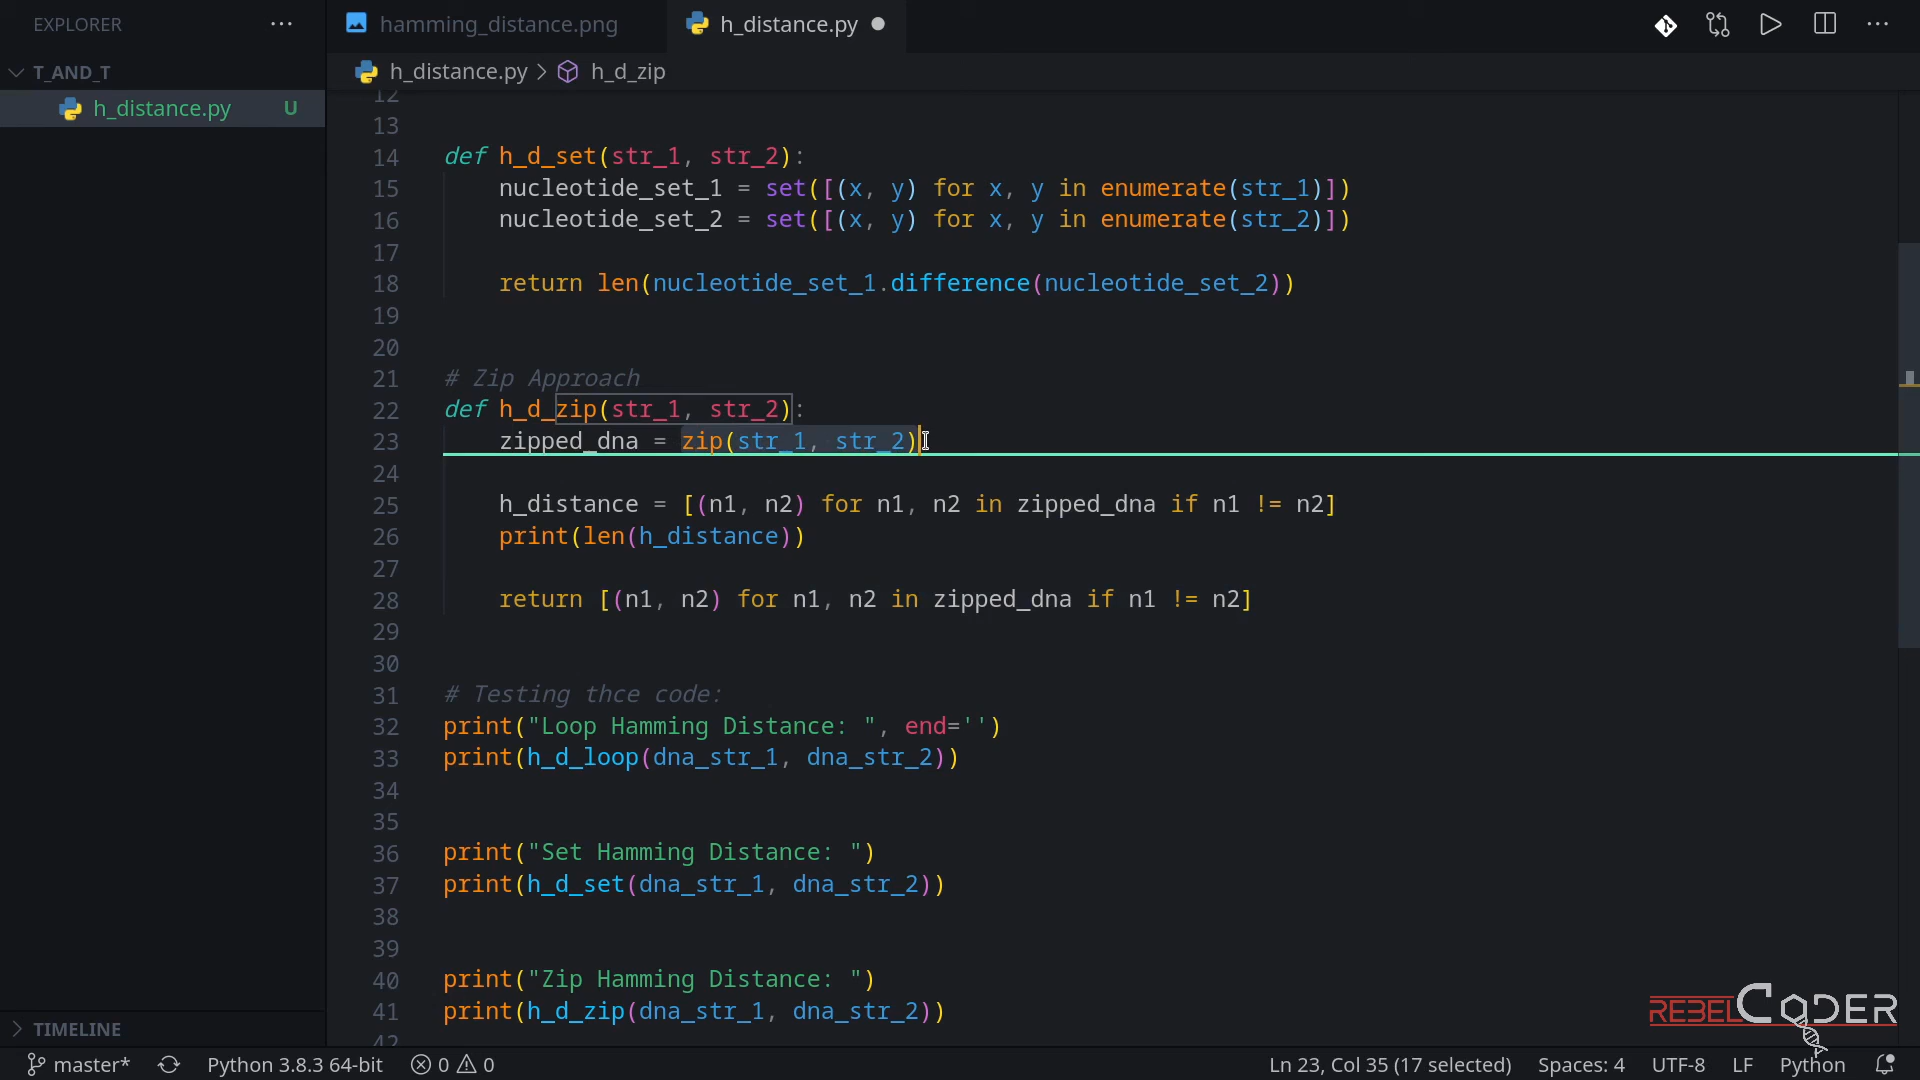 EXPLORER ...
hamming_distance.png
h_distance.py
T_AND_T
h_distance.py U
h_distance.py > h_d_zip
12
13
14 def h_d_set(str_1, str_2):
15 nucleotide_set_1 = set([(x, y) for x, y in enumerate(str_1)])
16 nucleotide_set_2 = set([(x, y) for x, y in enumerate(str_2)])
17
18 return len(nucleotide_set_1.difference(nucleotide_set_2))
19
20
21 # Zip Approach
22 def h_d_zip(str_1, str_2):
23 zipped_dna = zip(str_1, str_2)
24
25 h_distance = [(n1, n2) for n1, n2 in zipped_dna if n1 != n2]
26 print(len(h_distance))
27
28 return [(n1, n2) for n1, n2 in zipped_dna if n1 != n2]
29
30
31 # Testing thce code:
32 print("Loop Hamming Distance: ", end='')
33 print(h_d_loop(dna_str_1, dna_str_2))
34
35
36 print("Set Hamming Distance: ")
37 print(h_d_set(dna_str_1, dna_str_2))
38
39
40 print("Zip Hamming Distance: ")
41 print(h_d_zip(dna_str_1, dna_str_2))
42
REBELCODER
TIMELINE
master* Python 3.8.3 64-bit 0 0 Ln 23, Col 35 (17 selected) Spaces: 4 UTF-8 LF Python